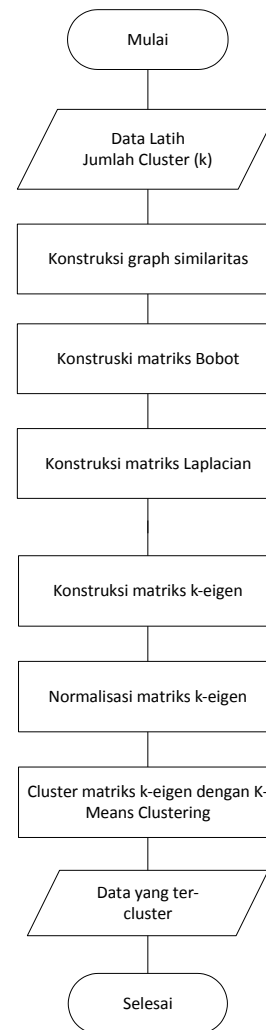 Mulai
Data Latih
Jumlah Cluster (k)
Konstruksi graph similaritas
Konstruski matriks Bobot
Konstruksi matriks Laplacian
Konstruksi matriks k-eigen
Normalisasi matriks k-eigen
Cluster matriks k-eigen dengan K-
Means Clustering
Data yang ter-
cluster
Selesai